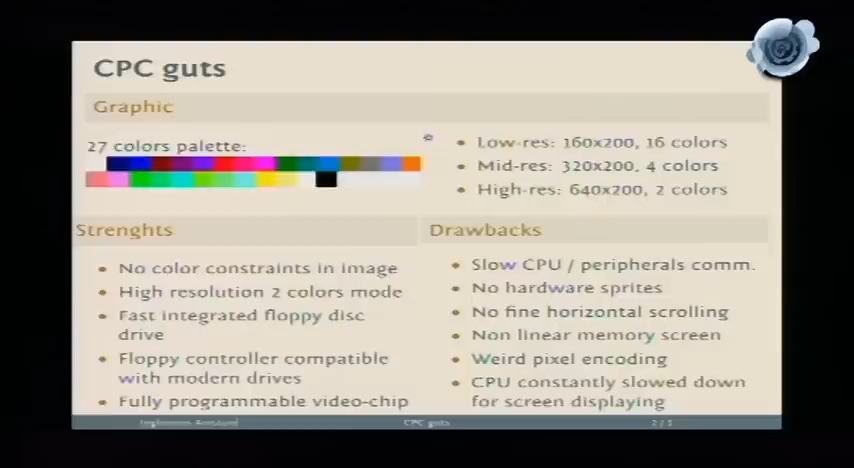 CPC guts
Graphic
27 colors palette:
• Low-res: 160x200, 16 colors
• Mid-res: 320x200, 4 colors
• High-res: 640x200, 2 colors
Strenghts
• No color constraints in image
• High resolution 2 colors mode
• Fast integrated floppy disc
drive
• Floppy controller compatible
with modern drives
• Fully programmable video-chip
Drawbacks
• Slow CPU / peripherals comm.
• No hardware sprites
• No fine horizontal scrolling
• Non linear memory screen
• Weird pixel encoding
• CPU constantly slowed down
for screen displaying
CPC guts